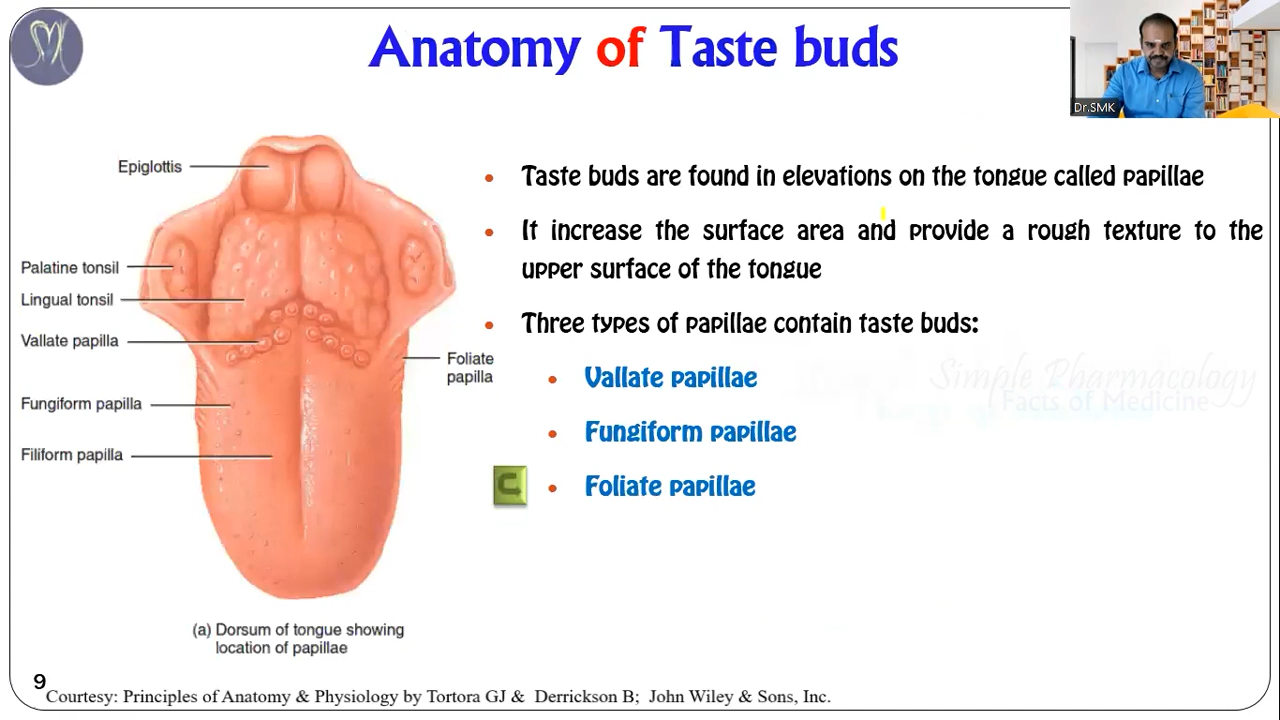 Anatomy of Taste buds
Dr.SMK
Epiglottis
Palatine tonsil
Lingual tonsil
Vallate papilla
Fungiform papilla
Filiform papilla
Foliate
papilla
(a) Dorsum of tongue showing
location of papillae
• Taste buds are found in elevations on the tongue called papillae
• It increase the surface area and provide a rough texture to the
upper surface of the tongue
• Three types of papillae contain taste buds:
• Vallate papillae
• Fungiform papillae
• Foliate papillae
Simple Pharmacology
Facts of Medicine
9
Courtesy: Principles of Anatomy & Physiology by Tortora GJ & Derrickson B; John Wiley & Sons, Inc.